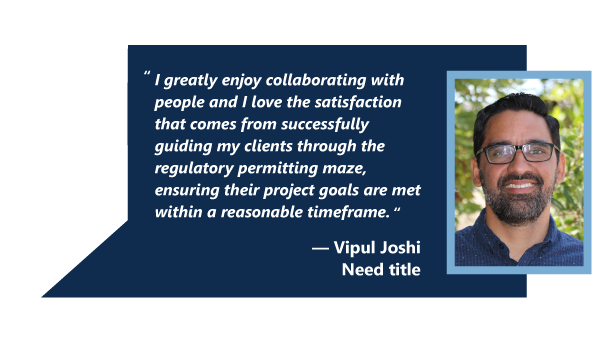 “ I greatly enjoy collaborating with
people and I love the satisfaction
that comes from successfully
guiding my clients through the
regulatory permitting maze,
ensuring their project goals are met
within a reasonable timeframe. “
— Vipul Joshi
Need title